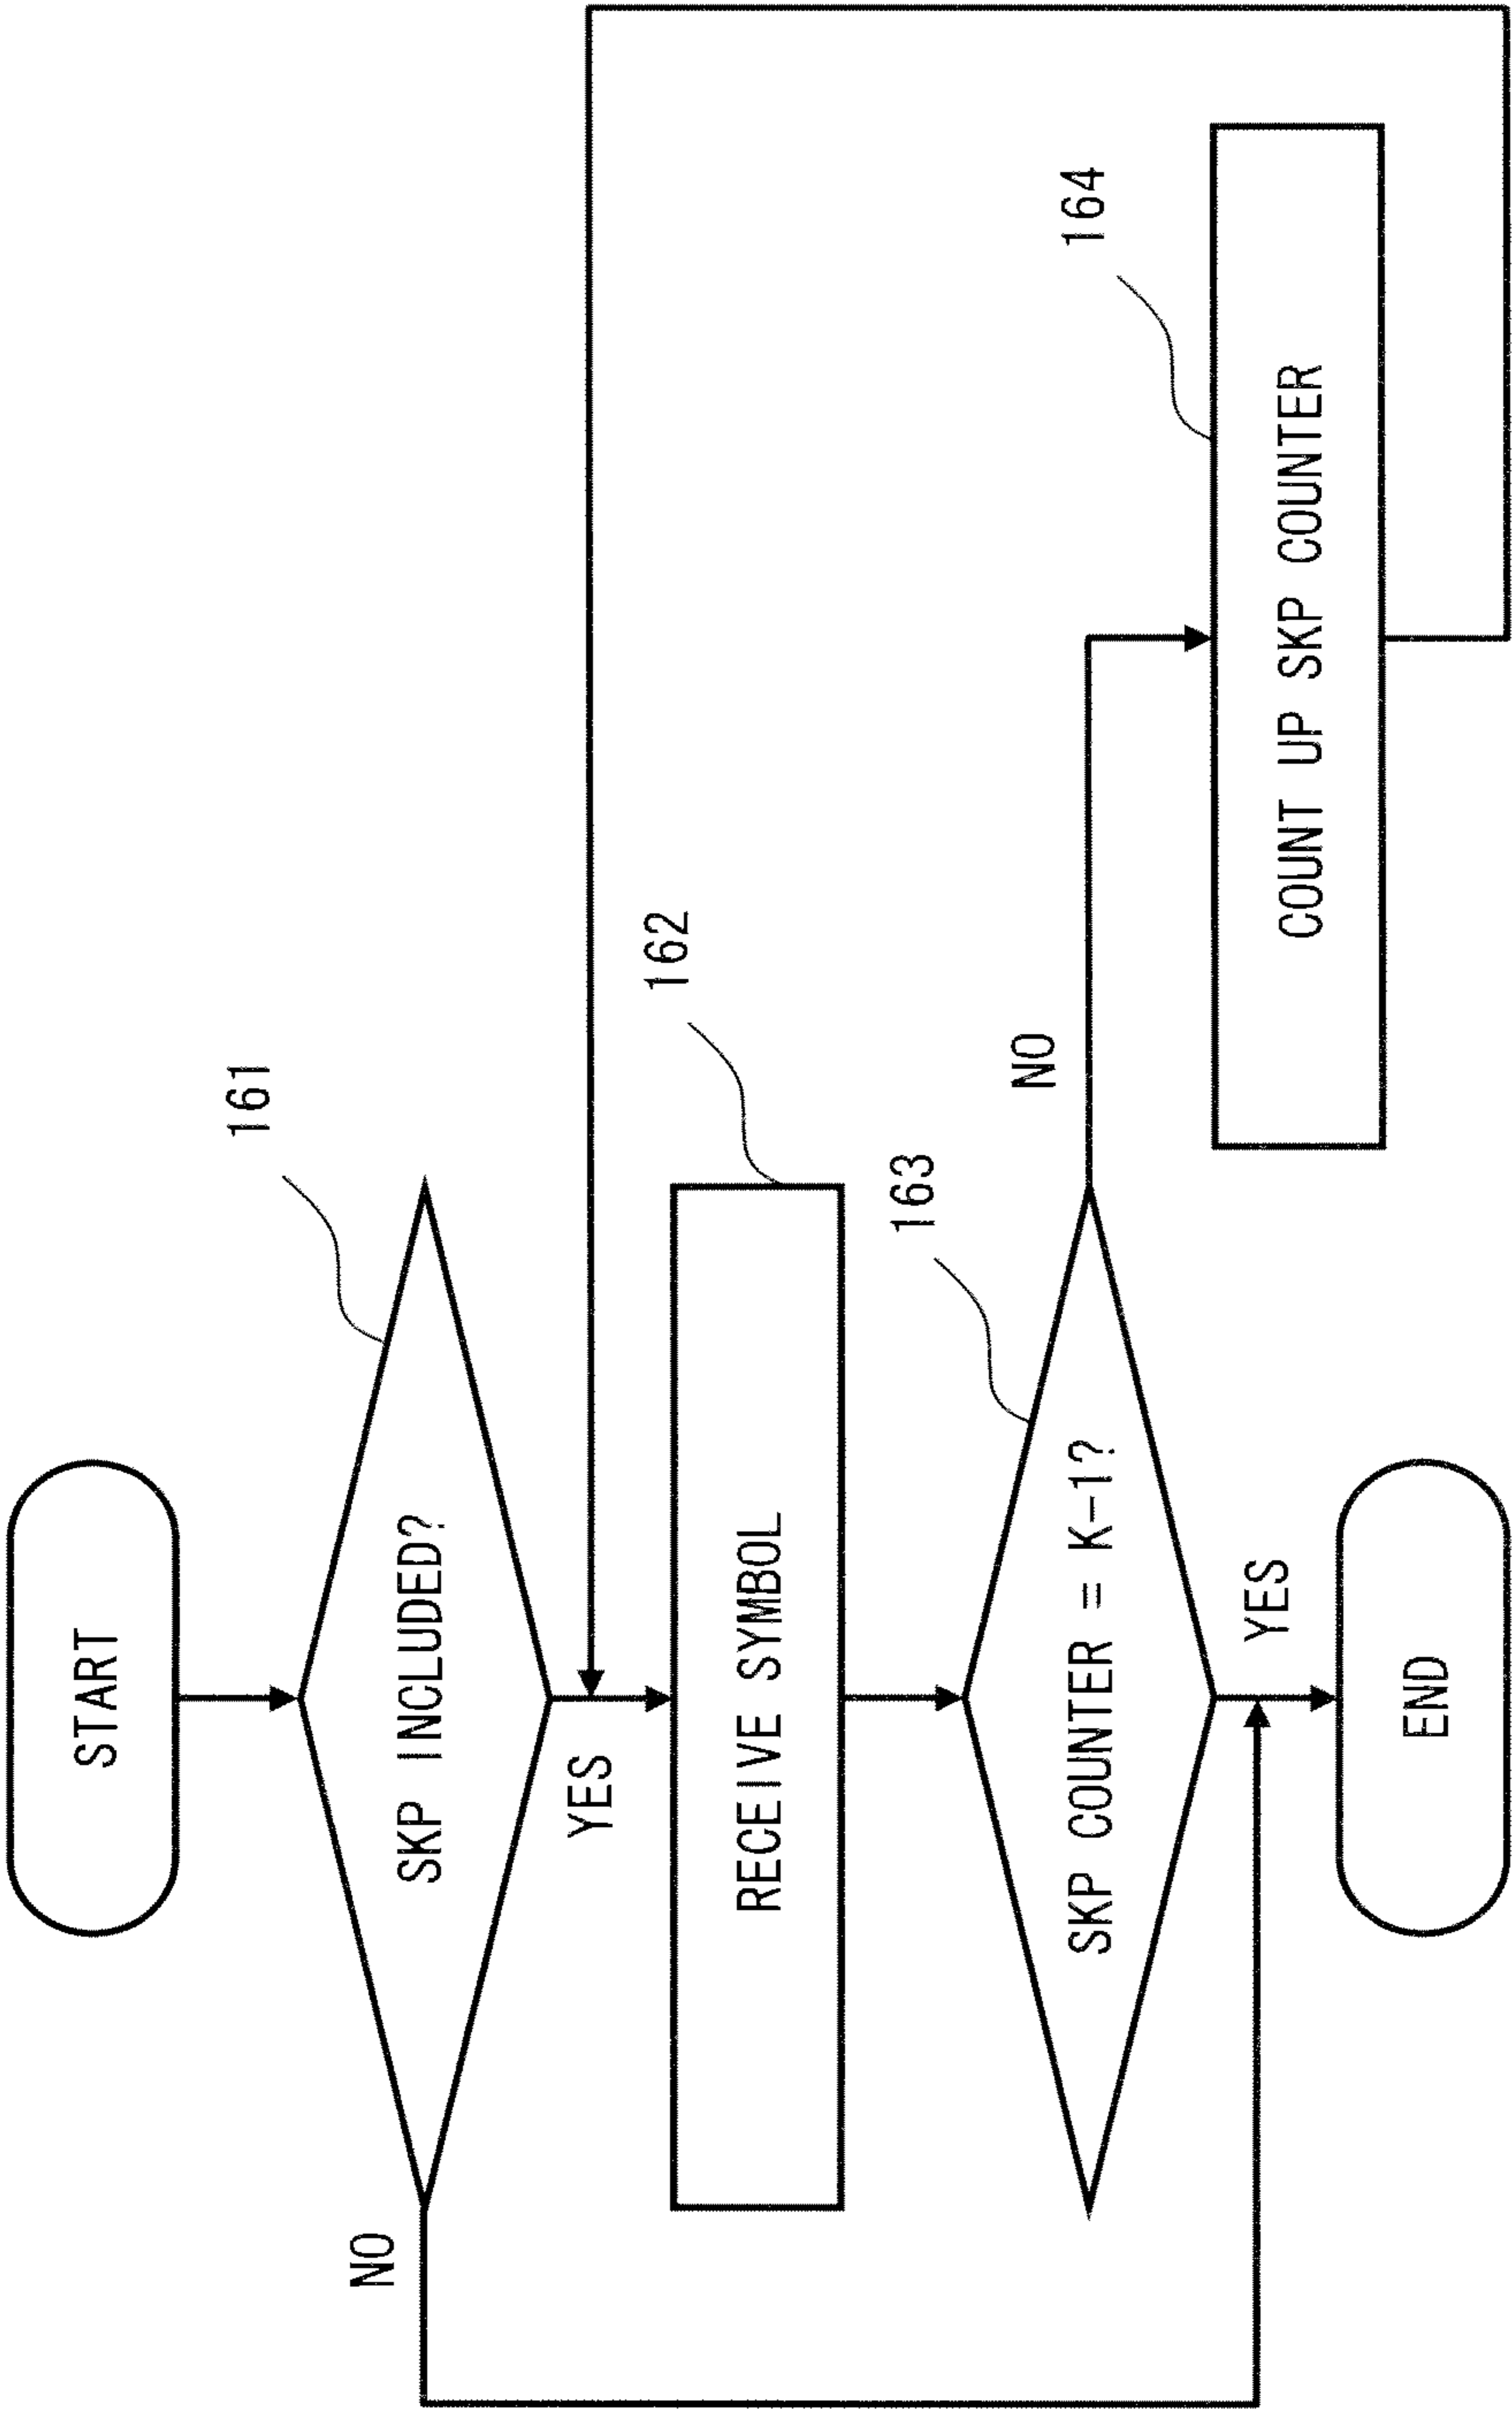 START
161
SKP INCLUDED?
NO
YES
162
RECEIVE SYMBOL
163
SKP COUNTER = K-1?
NO
164
COUNT UP SKP COUNTER
YES
END